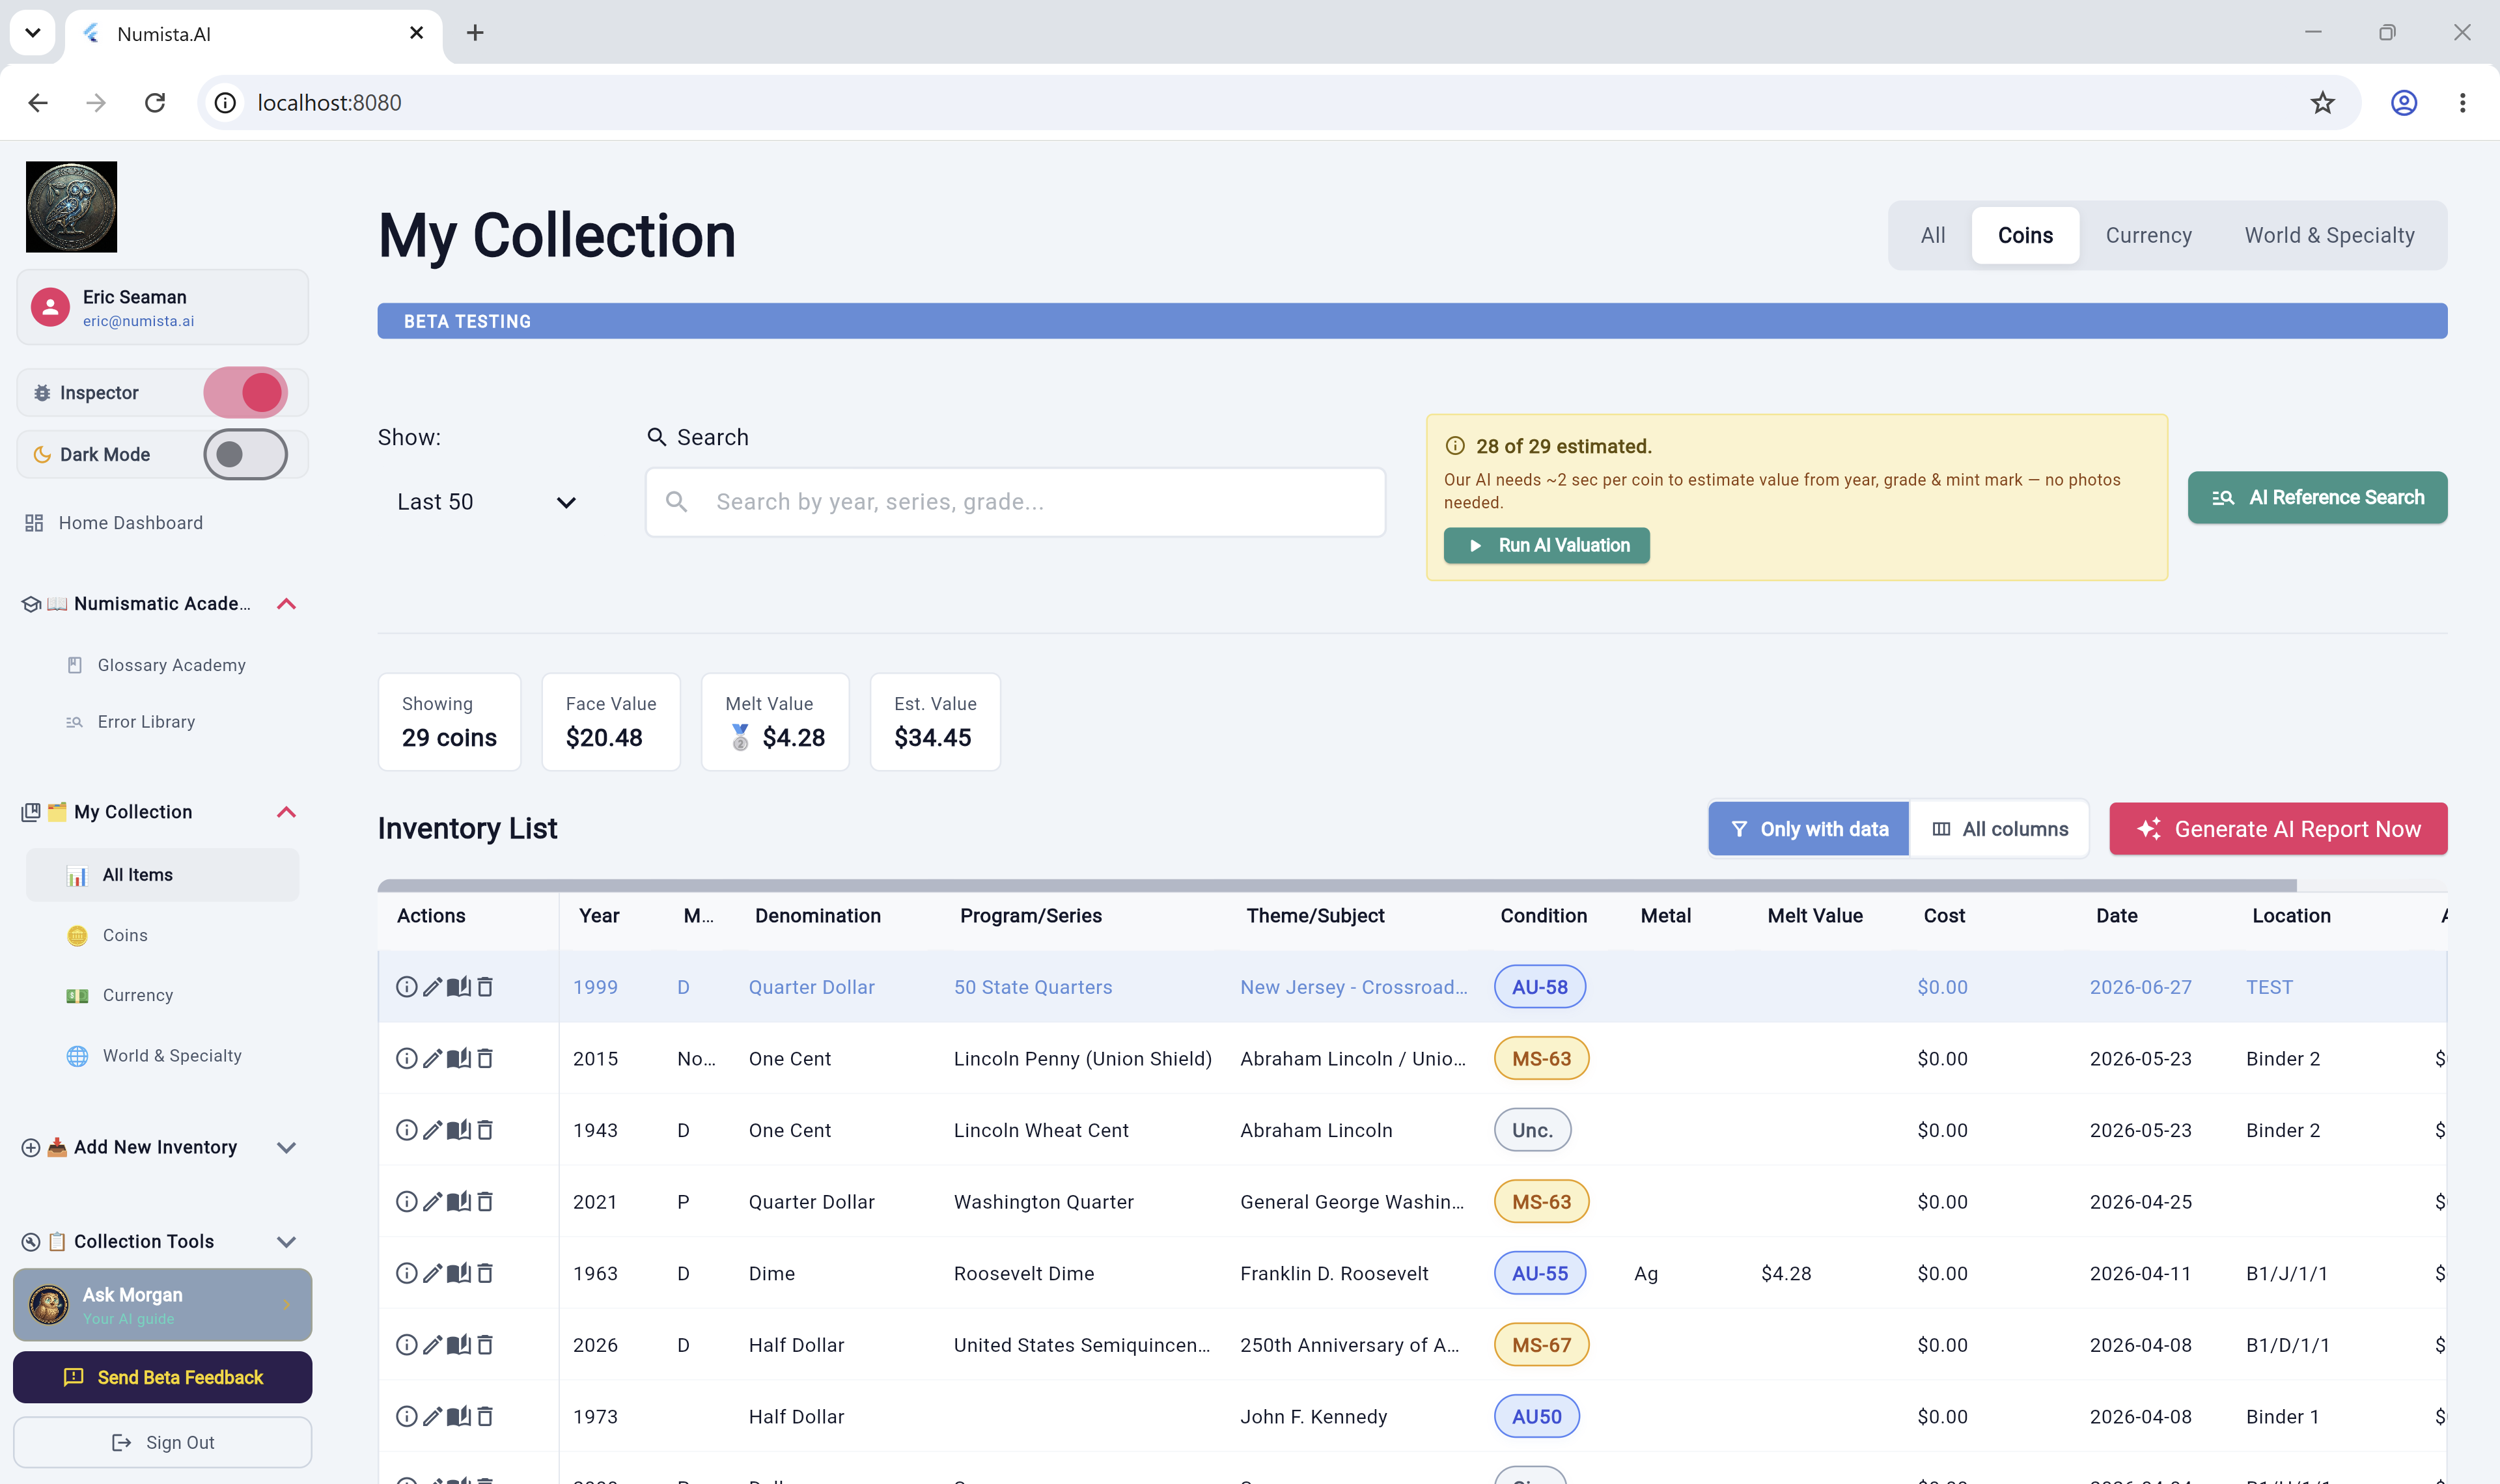 Numista.AI
localhost:8080
Eric Seaman
eric@numista.ai
Inspector
Dark Mode
Home Dashboard
Numismatic Acade...
Glossary Academy
Error Library
My Collection
All Items
Coins
Currency
World & Specialty
Add New Inventory
Collection Tools
Ask Morgan
Your AI guide
Send Beta Feedback
Sign Out
My Collection
All Coins Currency World & Specialty
BETA TESTING
Show:
Last 50
Search
Search by year, series, grade...
28 of 29 estimated.
Our AI needs ~2 sec per coin to estimate value from year, grade & mint mark — no photos
needed.
Run AI Valuation
AI Reference Search
Showing
29 coins
Face Value
$20.48
Melt Value
$4.28
Est. Value
$34.45
Inventory List
Only with data
All columns
Generate AI Report Now
Actions Year M... Denomination Program/Series Theme/Subject Condition Metal Melt Value Cost Date Location
1999 D Quarter Dollar 50 State Quarters New Jersey - Crossroad... AU-58 $0.00 2026-06-27 TEST
2015 No... One Cent Lincoln Penny (Union Shield) Abraham Lincoln / Unio... MS-63 $0.00 2026-05-23 Binder 2 $
1943 D One Cent Lincoln Wheat Cent Abraham Lincoln Unc. $0.00 2026-05-23 Binder 2 $
2021 P Quarter Dollar Washington Quarter General George Washin... MS-63 $0.00 2026-04-25 $
1963 D Dime Roosevelt Dime Franklin D. Roosevelt AU-55 Ag $4.28 $0.00 2026-04-11 B1/J/1/1 $
2026 D Half Dollar United States Semiquincen... 250th Anniversary of A... MS-67 $0.00 2026-04-08 B1/D/1/1 $
1973 Half Dollar John F. Kennedy AU50 $0.00 2026-04-08 Binder 1 $